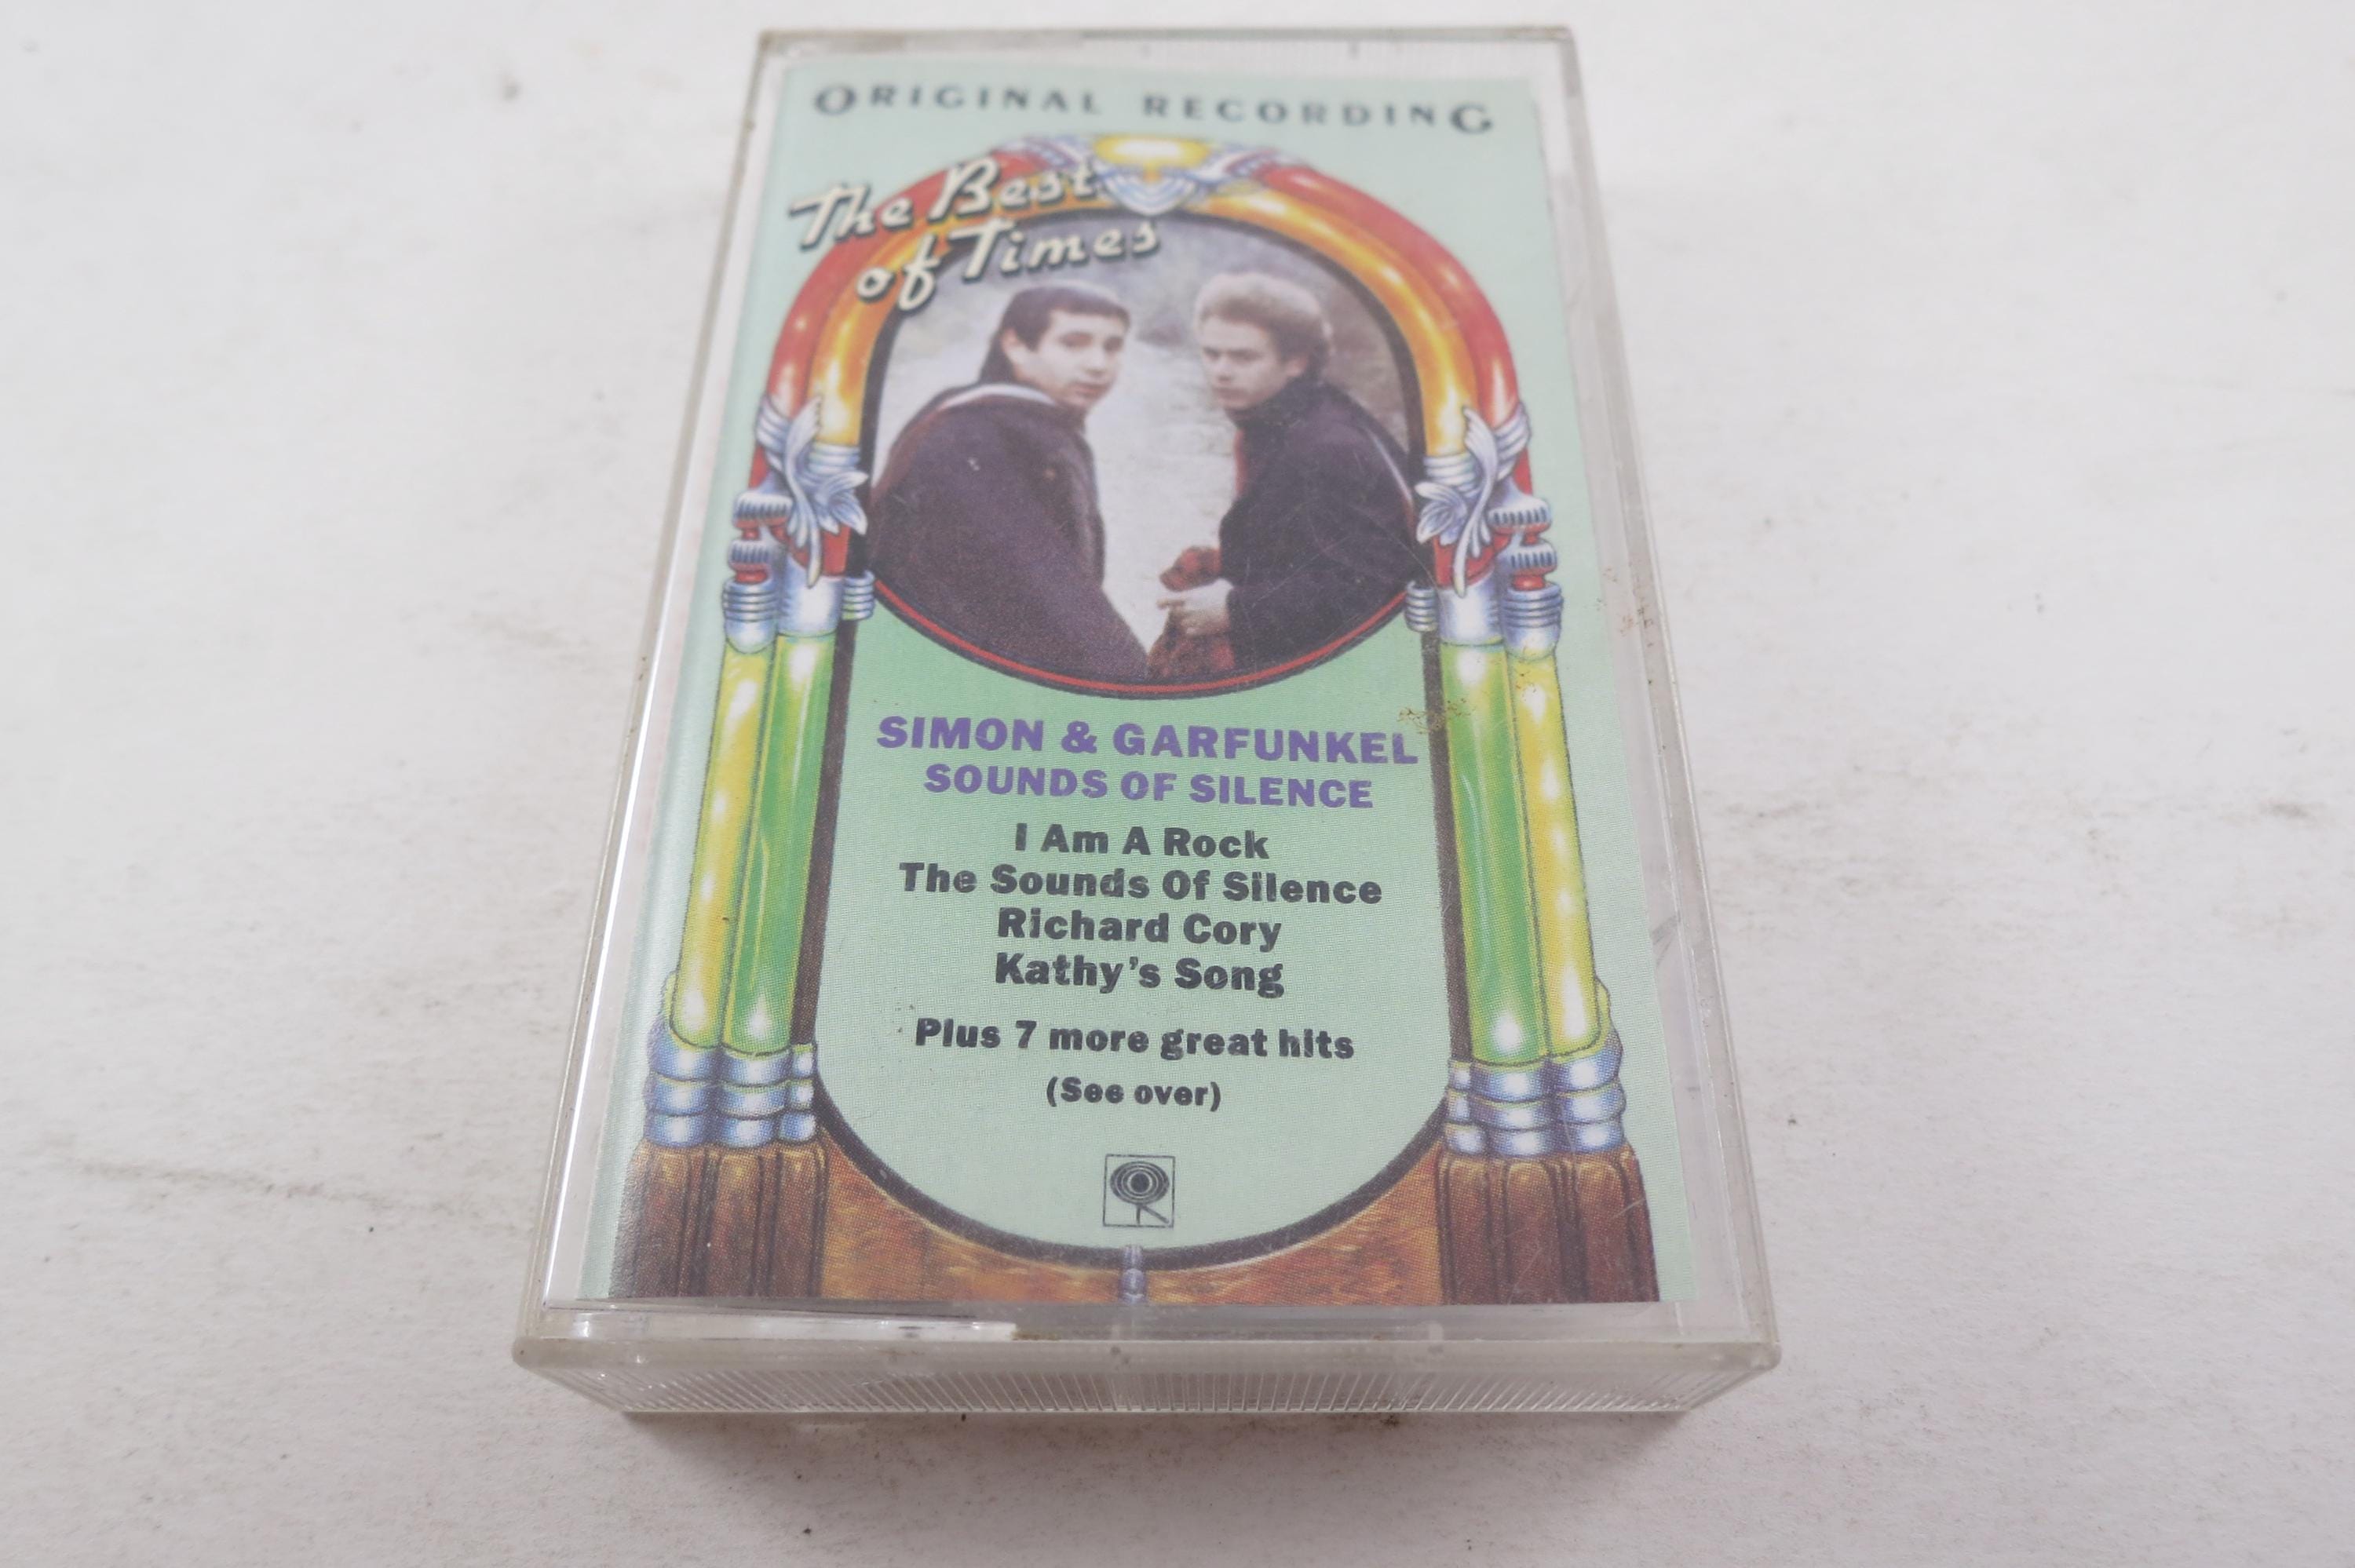 ORIGINAL RECORDING
The Best
of Times
SIMON & GARFUNKEL
SOUNDS OF SILENCE
I Am A Rock
The Sounds Of Silence
Richard Cory
Kathy's Song
Plus 7 more great hits
(See over)